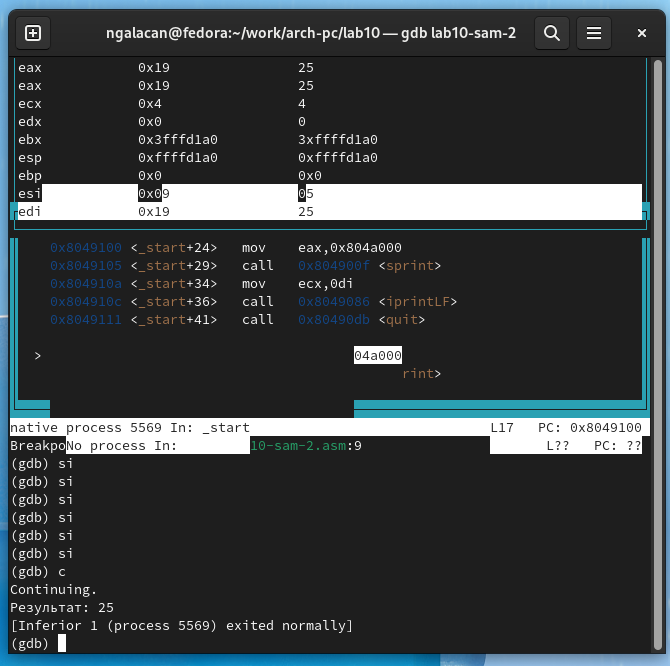 ngalacan@fedora:~/work/arch-pc/lab10 — gdb lab10-sam-2
eax 0x19 25
eax 0x19 25
ecx 0x4 4
edx 0x0 0
ebx 0x3fffd1a0 3xffffd1a0
esp 0xffffd1a0 0xffffd1a0
ebp 0x0 0x0
esi 0x09 05
edi 0x19 25
0x8049100 <_start+24> mov eax,0x804a000
0x8049105 <_start+29> call 0x804900f <sprint>
0x804910a <_start+34> mov ecx,0di
0x804910c <_start+36> call 0x8049086 <iprintLF>
0x8049111 <_start+41> call 0x80490db <quit>
> 04a000
rint>
native process 5569 In: _start L17 PC: 0x8049100
BreakpoNo process In: 10-sam-2.asm:9 L?? PC: ??
(gdb) si
(gdb) si
(gdb) si
(gdb) si
(gdb) si
(gdb) si
(gdb) c
Continuing.
Результат: 25
[Inferior 1 (process 5569) exited normally]
(gdb)